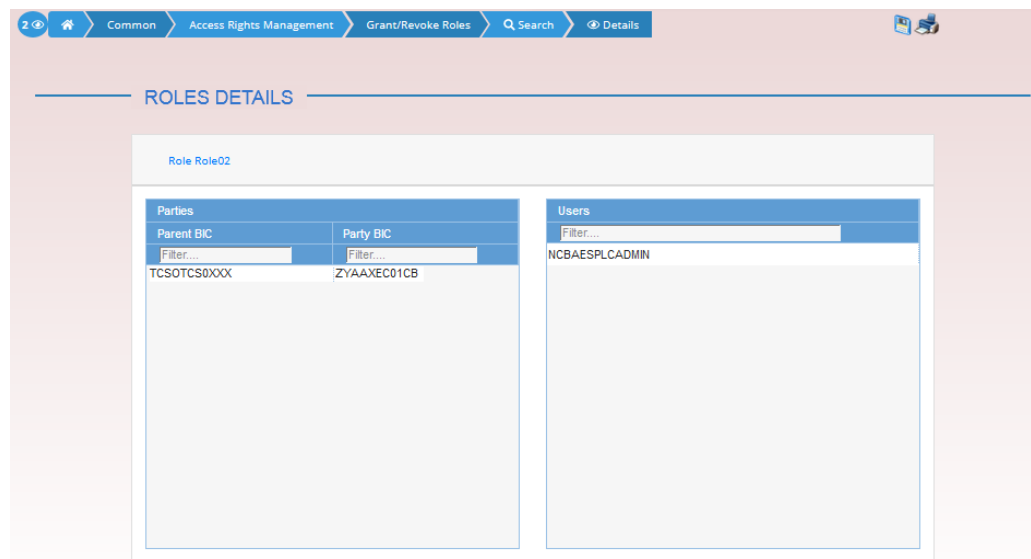 2 Common Access Rights Management Grant/Revoke Roles Search Details
ROLES DETAILS
Role Role02
Parties
Parent BIC Party BIC
Filter.... Filter....
TCSOTCS0XXX ZYAAXEC01CB
Users
Filter....
NCBAESPLCADMIN